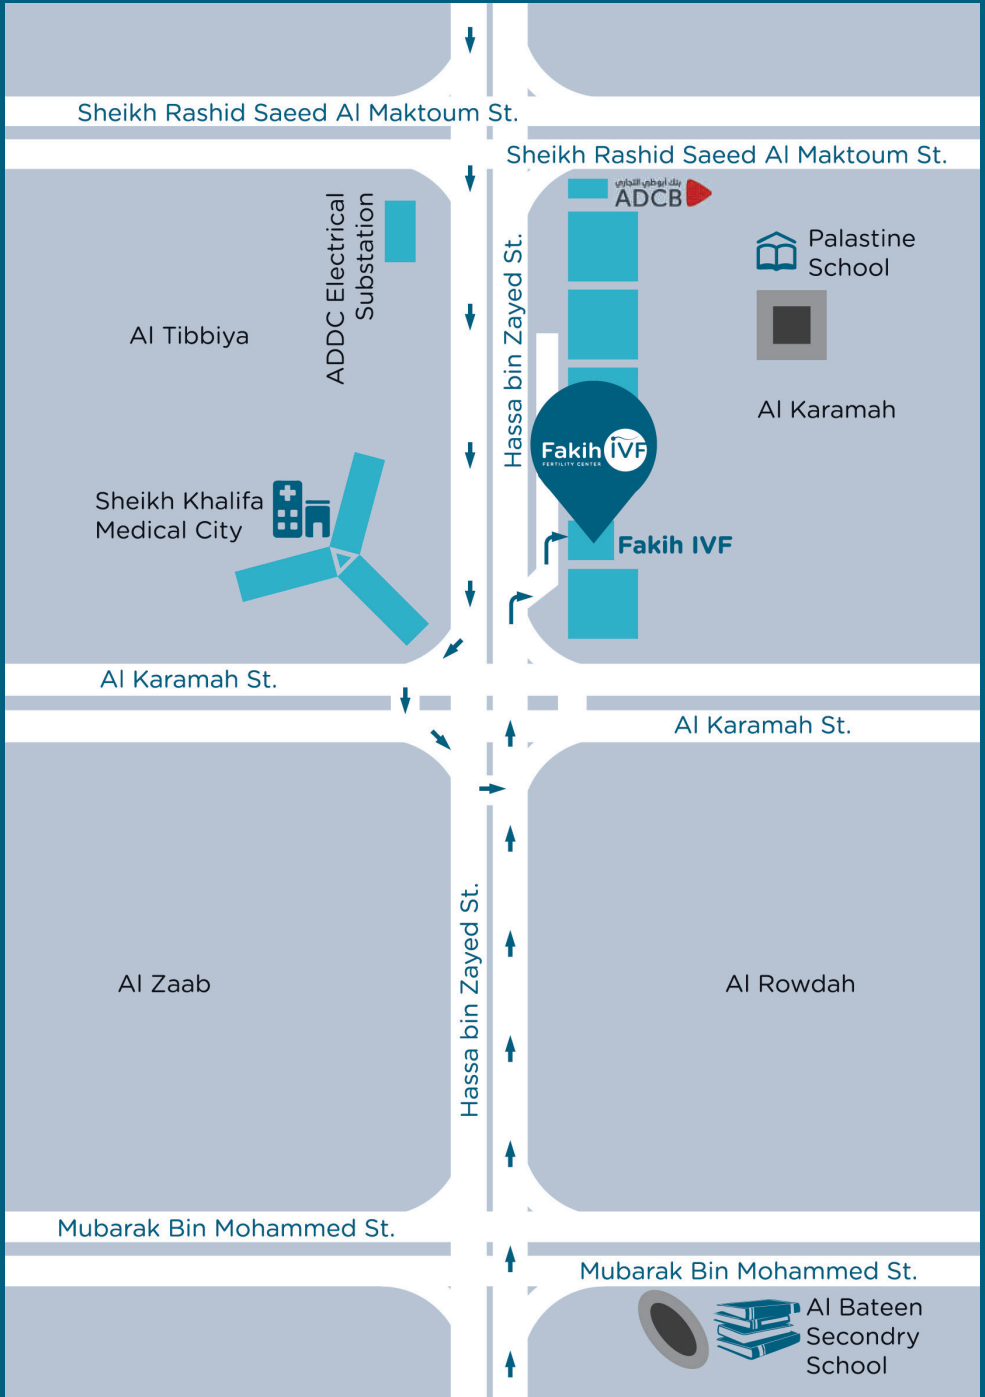 Sheikh Rashid Saeed Al Maktoum St.
Sheikh Rashid Saeed Al Maktoum St.
بنك أبوظبي التجاري
ADCB
ADDC Electrical
Substation
Hassa bin Zayed St.
Palastine
School
Al Tibbiya
Al Karamah
Fakih IVF
FERTILITY CENTER
Sheikh Khalifa
Medical City
Fakih IVF
Al Karamah St.
Al Karamah St.
Hassa bin Zayed St.
Al Zaab
Al Rowdah
Mubarak Bin Mohammed St.
Mubarak Bin Mohammed St.
Al Bateen
Secondry
School